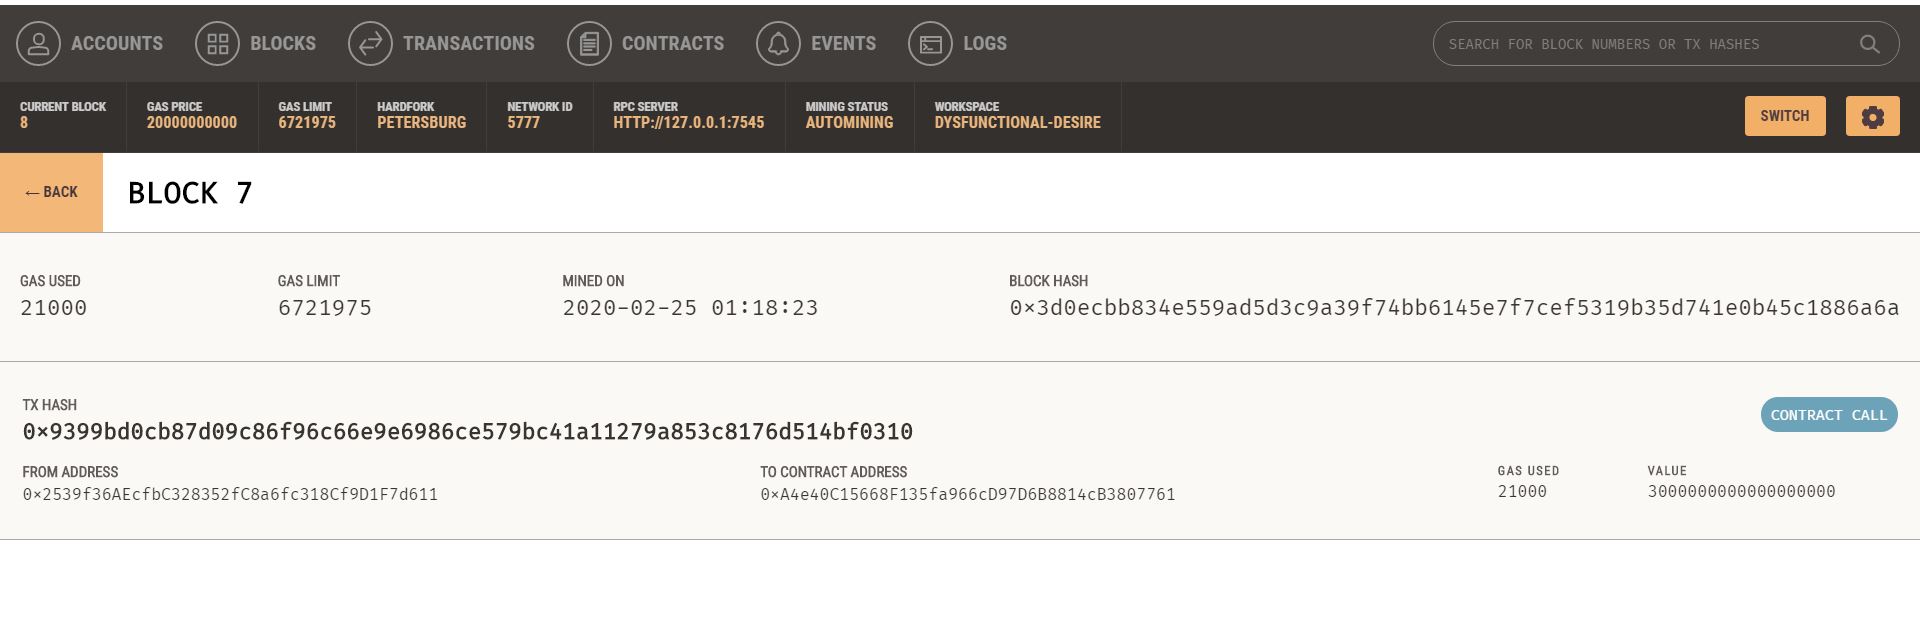 ACCOUNTS BLOCKS TRANSACTIONS CONTRACTS EVENTS LOGS SEARCH FOR BLOCK NUMBERS OR TX HASHES
CURRENT BLOCK GAS PRICE GAS LIMIT HARDFORK NETWORK ID RPC SERVER MINING STATUS WORKSPACE
8 20000000000 6721975 PETERSBURG 5777 HTTP://127.0.0.1:7545 AUTOMINING DYSFUNCTIONAL-DESIRE SWITCH
← BACK BLOCK 7
GAS USED GAS LIMIT MINED ON BLOCK HASH
21000 6721975 2020-02-25 01:18:23 0×3d0ecbb834e559ad5d3c9a39f74bb6145e7f7cef5319b35d741e0b45c1886a6a
TX HASH
0×9399bd0cb87d09c86f96c66e9e6986ce579bc41a11279a853c8176d514bf0310 CONTRACT CALL
FROM ADDRESS TO CONTRACT ADDRESS GAS USED VALUE
0×2539f36AEcfbC328352fC8a6fc318Cf9D1F7d611 0×A4e40C15668F135fa966cD97D6B8814cB3807761 21000 3000000000000000000